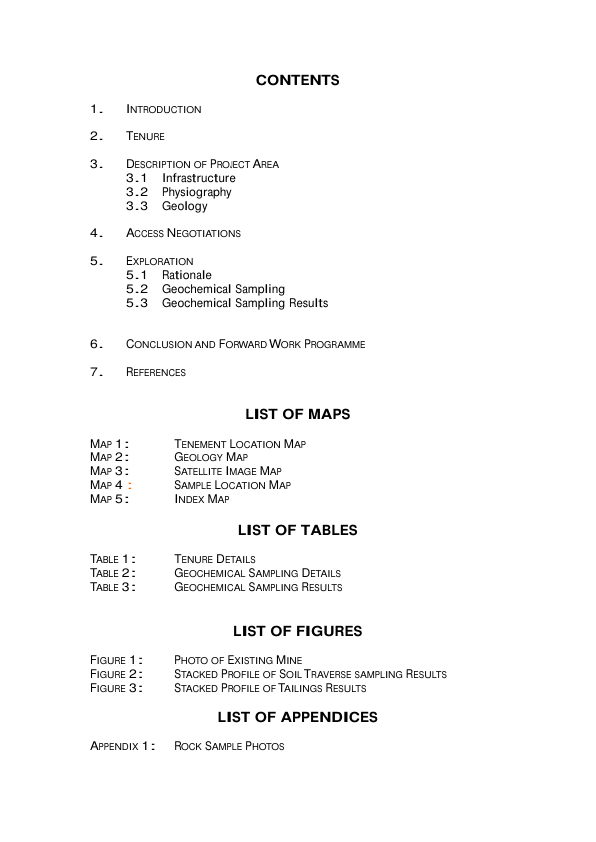 CONTENTS
1. INTRODUCTION
2. TENURE
3. DESCRIPTION OF PROJECT AREA
3.1 Infrastructure
3.2 Physiography
3.3 Geology
4. ACCESS NEGOTIATIONS
5. EXPLORATION
5.1 Rationale
5.2 Geochemical Sampling
5.3 Geochemical Sampling Results
6. CONCLUSION AND FORWARD WORK PROGRAMME
7. REFERENCES
LIST OF MAPS
MAP 1: TENEMENT LOCATION MAP
MAP 2: GEOLOGY MAP
MAP 3: SATELLITE IMAGE MAP
MAP 4 : SAMPLE LOCATION MAP
MAP 5: INDEX MAP
LIST OF TABLES
TABLE 1: TENURE DETAILS
TABLE 2: GEOCHEMICAL SAMPLING DETAILS
TABLE 3: GEOCHEMICAL SAMPLING RESULTS
LIST OF FIGURES
FIGURE 1: PHOTO OF EXISTING MINE
FIGURE 2: STACKED PROFILE OF SOIL TRAVERSE SAMPLING RESULTS
FIGURE 3: STACKED PROFILE OF TAILINGS RESULTS
LIST OF APPENDICES
APPENDIX 1: ROCK SAMPLE PHOTOS